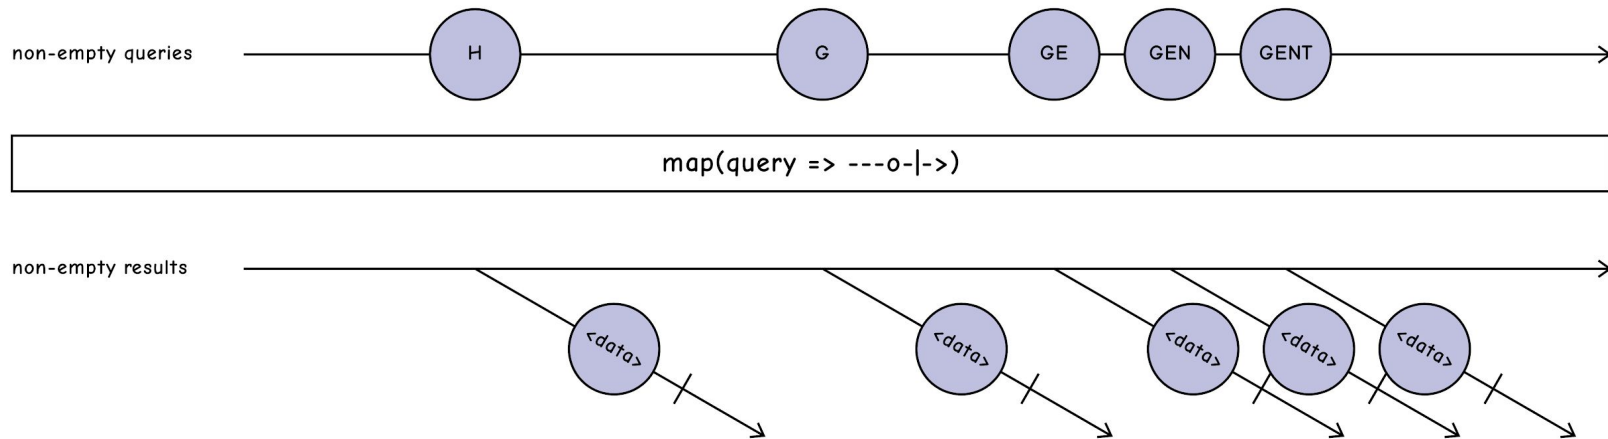 non-empty queries
H
G
GE
GEN
GENT
map(query => ---o-|->)
non-empty results
<data>
<data>
<data>
<data>
<data>